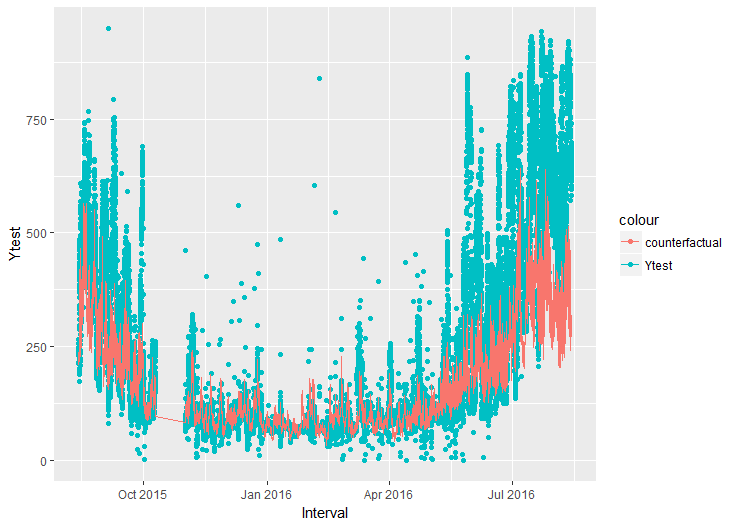 750
500
250
0
Ytest
Oct 2015
Jan 2016
Apr 2016
Jul 2016
Interval
colour
counterfactual
Ytest